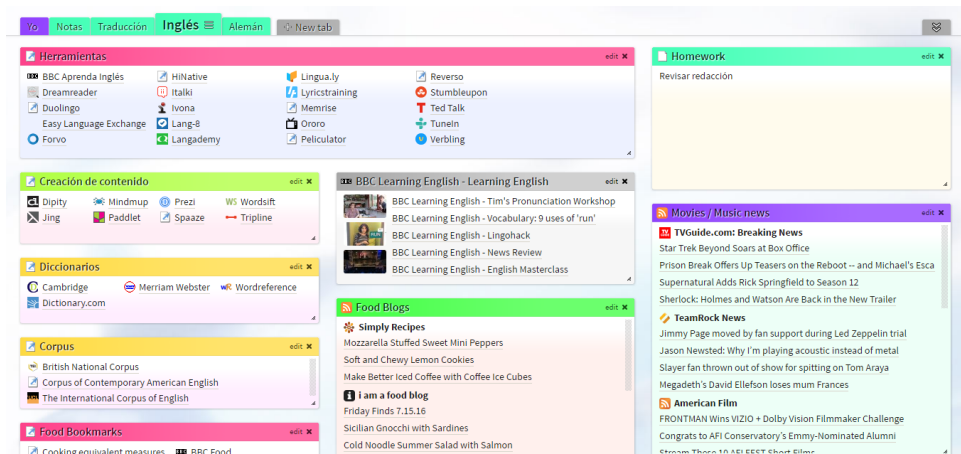 Yo Notas Traducción Inglés Alemán New tab
Herramientas edit
BBC Aprenda Inglés HiNative Lingua.ly Reverso
Dreamreader Italki Lyricstraining Stumbleupon
Duolingo Ivona Memrise Ted Talk
Easy Language Exchange Lang-8 Ororo TuneIn
Forvo Langademy Peliculator Verbling
Homework edit
Revisar redacción
Creación de contenido edit
Dipity Mindmup Prezi WS Wordsift
Jing Paddlet Spaaze Tripline
Diccionarios edit
Cambridge Merriam Webster wR Wordreference
Dictionary.com
Corpus edit
British National Corpus
Corpus of Contemporary American English
The International Corpus of English
Food Bookmarks edit
Cooking equivalent measures BBC Food
BBC Learning English - Learning English edit
BBC Learning English - Tim's Pronunciation Workshop
BBC Learning English - Vocabulary: 9 uses of 'run'
BBC Learning English - Lingohack
BBC Learning English - News Review
BBC Learning English - English Masterclass
Food Blogs edit
Simply Recipes
Mozzarella Stuffed Sweet Mini Peppers
Soft and Chewy Lemon Cookies
Make Better Iced Coffee with Coffee Ice Cubes
i am a food blog
Friday Finds 7.15.16
Sicilian Gnocchi with Sardines
Cold Noodle Summer Salad with Salmon
Movies / Music news edit
TVGuide.com: Breaking News
Star Trek Beyond Soars at Box Office
Prison Break Offers Up Teasers on the Reboot -- and Michael's Esca
Supernatural Adds Rick Springfield to Season 12
Sherlock: Holmes and Watson Are Back in the New Trailer
TeamRock News
Jimmy Page moved by fan support during Led Zeppelin trial
Jason Newsted: Why I'm playing acoustic instead of metal
Slayer fan thrown out of show for spitting on Tom Araya
Megadeth's David Ellefson loses mum Frances
American Film
FRONTMAN Wins VIZIO + Dolby Vision Filmmaker Challenge
Congrats to AFI Conservatory's Emmy-Nominated Alumni
Stream These 10 AFI FEST Short Films